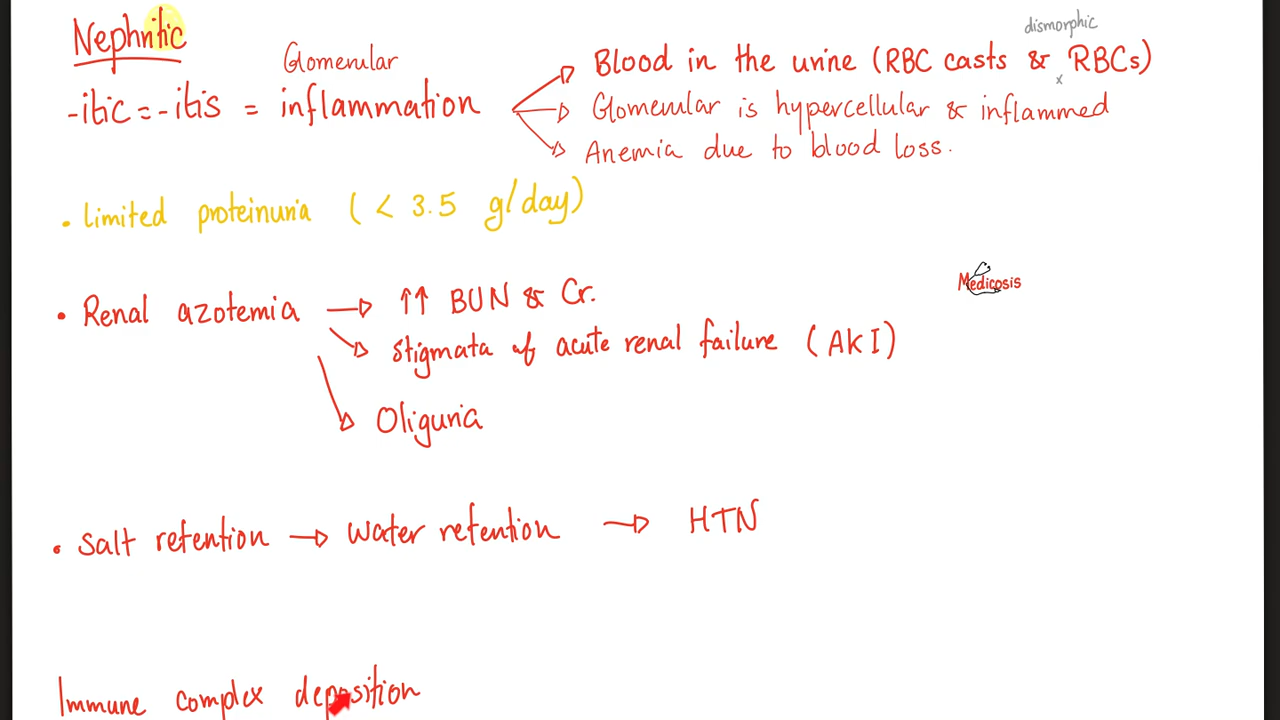 Nephritic
dismorphic
Glomerular
Blood in the urine (RBC casts & RBCs)
-itic = -itis = inflammation
Glomerular is hypercellular & inflammed
Anemia due to blood loss.
• Limited proteinuria (< 3.5 g/day)
Medicosis
• Renal azotemia → ↑↑ BUN & Cr.
Stigmata of acute renal failure (AKI)
Oliguria
• Salt retention → Water retention → HTN
Immune complex deposition